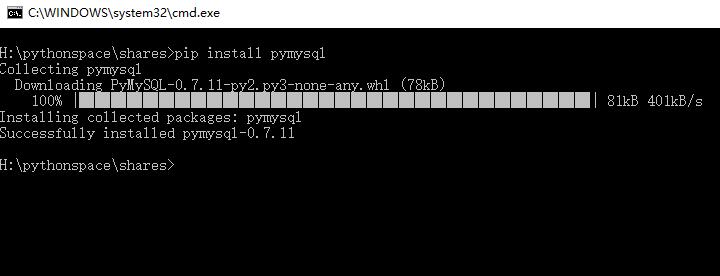 C:\WINDOWS\system32\cmd.exe
H:\pythonspace\shares>pip install pymysql
Collecting pymysql
Downloading PyMySQL-0.7.11-py2.py3-none-any.whl (78kB)
100% || 81kB 401kB/s
Installing collected packages: pymysql
Successfully installed pymysql-0.7.11
H:\pythonspace\shares>